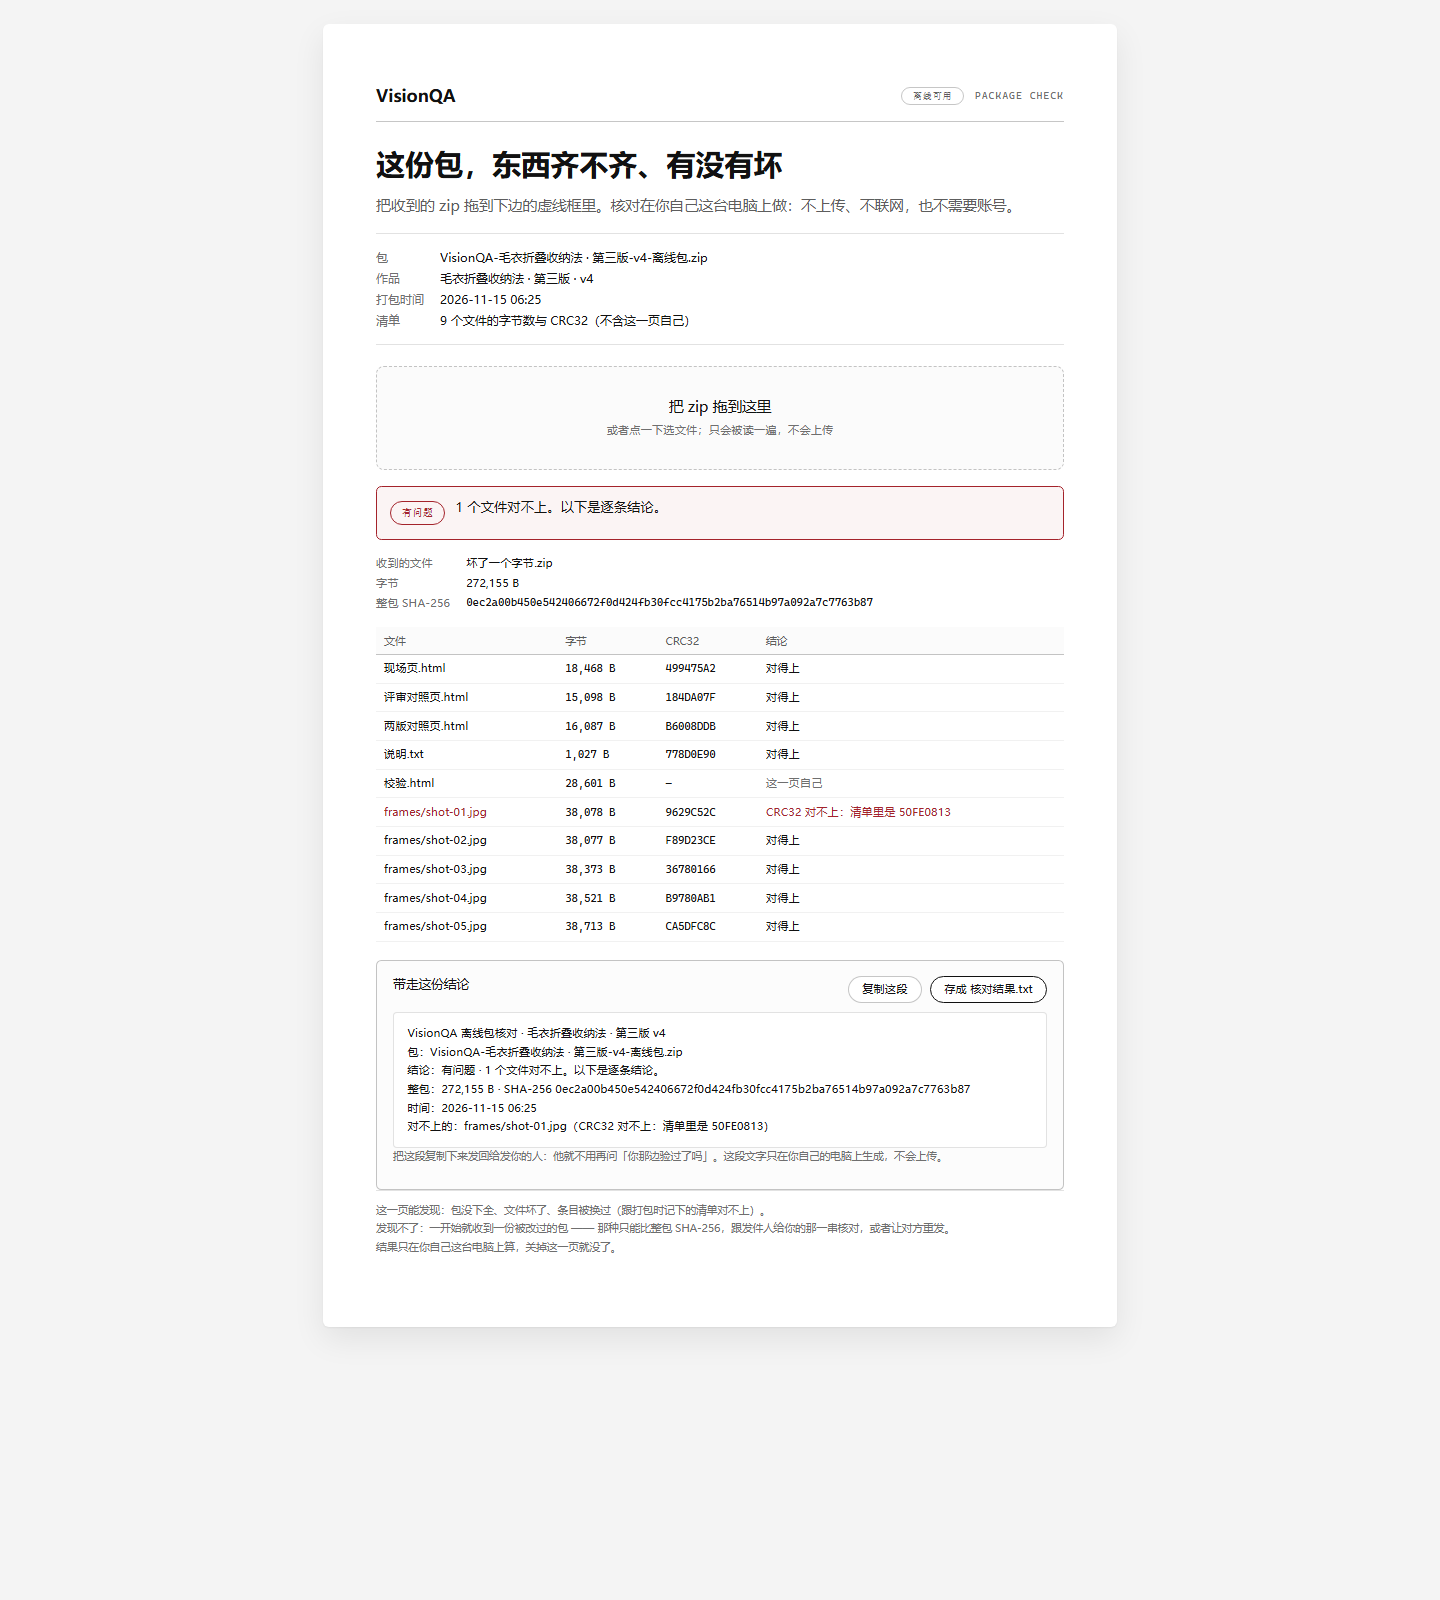 VisionQA
离线可用 PACKAGE CHECK
这份包，东西齐不齐、有没有坏
把收到的 zip 拖到下边的虚线框里。核对在你自己这台电脑上做：不上传、不联网，也不需要账号。
包 VisionQA-毛衣折叠收纳法 · 第三版-v4-离线包.zip
作品 毛衣折叠收纳法 · 第三版 · v4
打包时间 2026-11-15 06:25
清单 9 个文件的字节数与 CRC32（不含这一页自己）
把 zip 拖到这里
或者点一下选文件；只会被读一遍，不会上传
有问题 1 个文件对不上。以下是逐条结论。
收到的文件 坏了一个字节.zip
字节 272,155 B
整包 SHA-256 0ec2a00b450e542406672f0d424fb30fcc4175b2ba76514b97a092a7c7763b87
文件 字节 CRC32 结论
现场页.html 18,468 B 499475A2 对得上
评审对照页.html 15,098 B 184DA07F 对得上
两版对照页.html 16,087 B B6008DDB 对得上
说明.txt 1,027 B 778D0E90 对得上
校验.html 28,601 B — 这一页自己
frames/shot-01.jpg 38,078 B 9629C52C CRC32 对不上：清单里是 50FE0813
frames/shot-02.jpg 38,077 B F89D23CE 对得上
frames/shot-03.jpg 38,373 B 36780166 对得上
frames/shot-04.jpg 38,521 B B9780AB1 对得上
frames/shot-05.jpg 38,713 B CA5DFC8C 对得上
带走这份结论 复制这段 存成 核对结果.txt
VisionQA 离线包核对 · 毛衣折叠收纳法 · 第三版 v4
包：VisionQA-毛衣折叠收纳法 · 第三版-v4-离线包.zip
结论：有问题 · 1 个文件对不上。以下是逐条结论。
整包：272,155 B · SHA-256 0ec2a00b450e542406672f0d424fb30fcc4175b2ba76514b97a092a7c7763b87
时间：2026-11-15 06:25
对不上的：frames/shot-01.jpg（CRC32 对不上：清单里是 50FE0813）
把这段复制下来发回给发你的人：他就不用再问「你那边验过了吗」。这段文字只在你自己的电脑上生成，不会上传。
这一页能发现：包没下全、文件坏了、条目被换过（跟打包时记下的清单对不上）。
发现不了：一开始就收到一份被改过的包 —— 那种只能比整包 SHA-256，跟发件人给你的那一串核对，或者让对方重发。
结果只在你自己这台电脑上算，关掉这一页就没了。